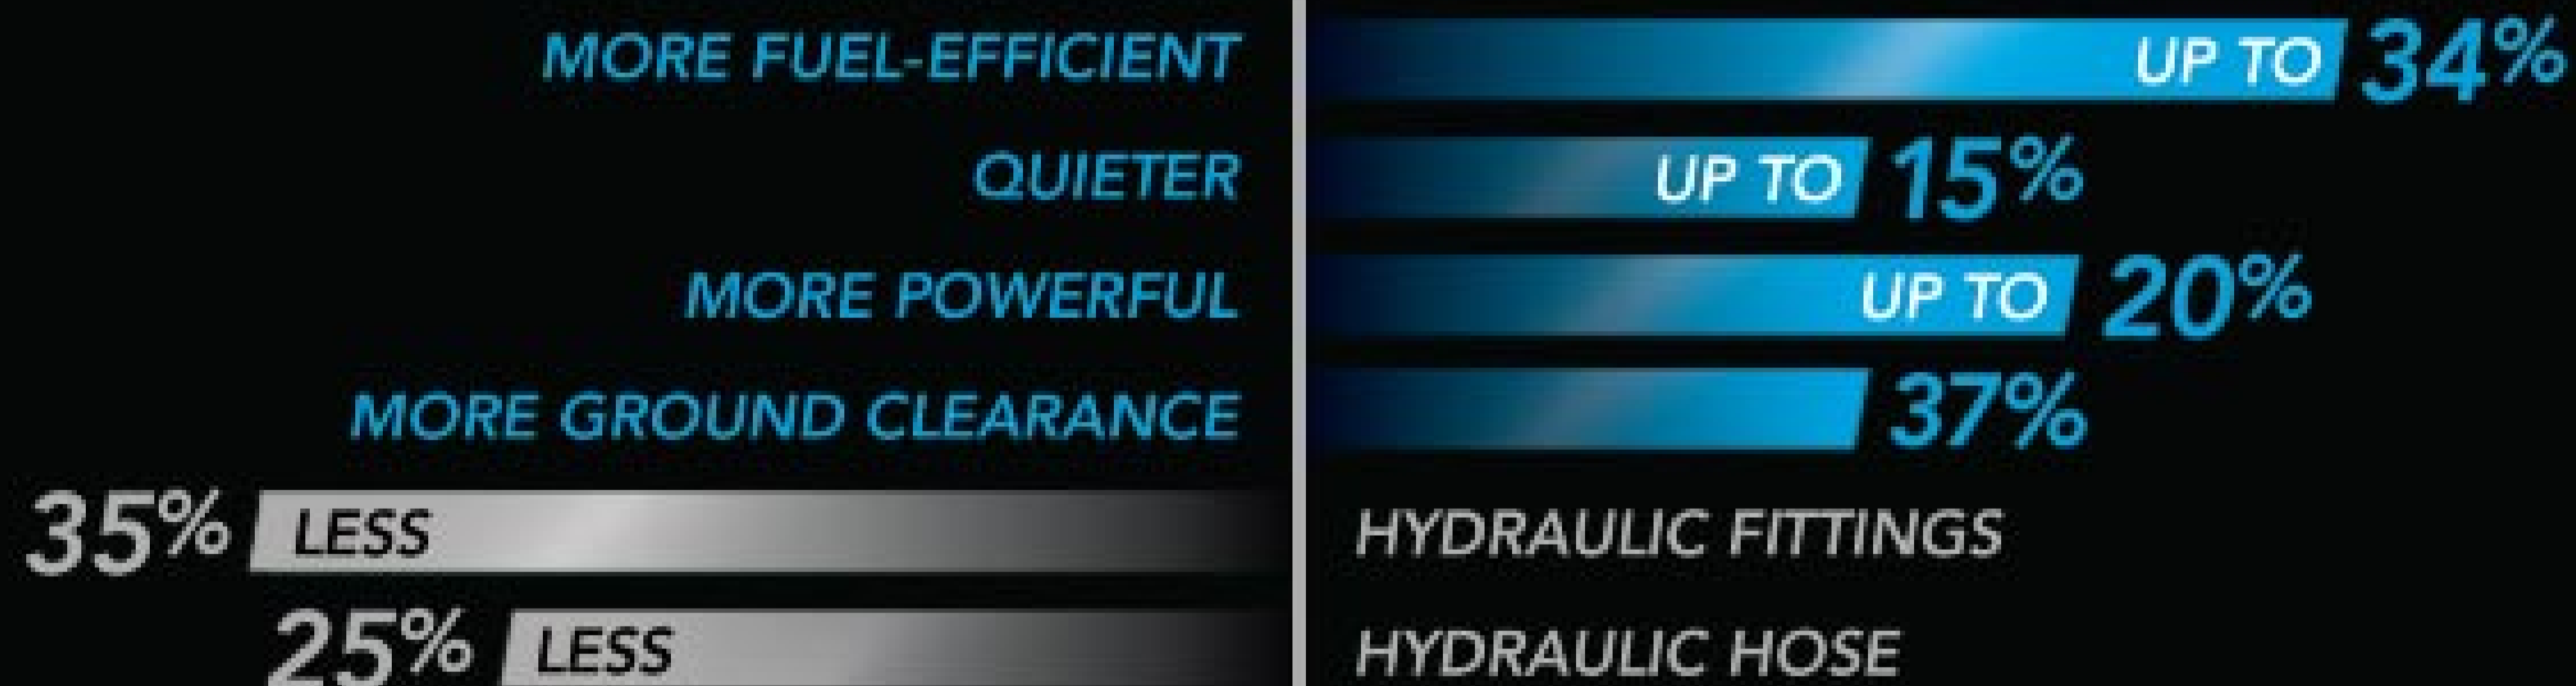 MORE FUEL-EFFICIENT UP TO 34%
QUIETER UP TO 15%
MORE POWERFUL UP TO 20%
MORE GROUND CLEARANCE 37%
35% LESS HYDRAULIC FITTINGS
25% LESS HYDRAULIC HOSE